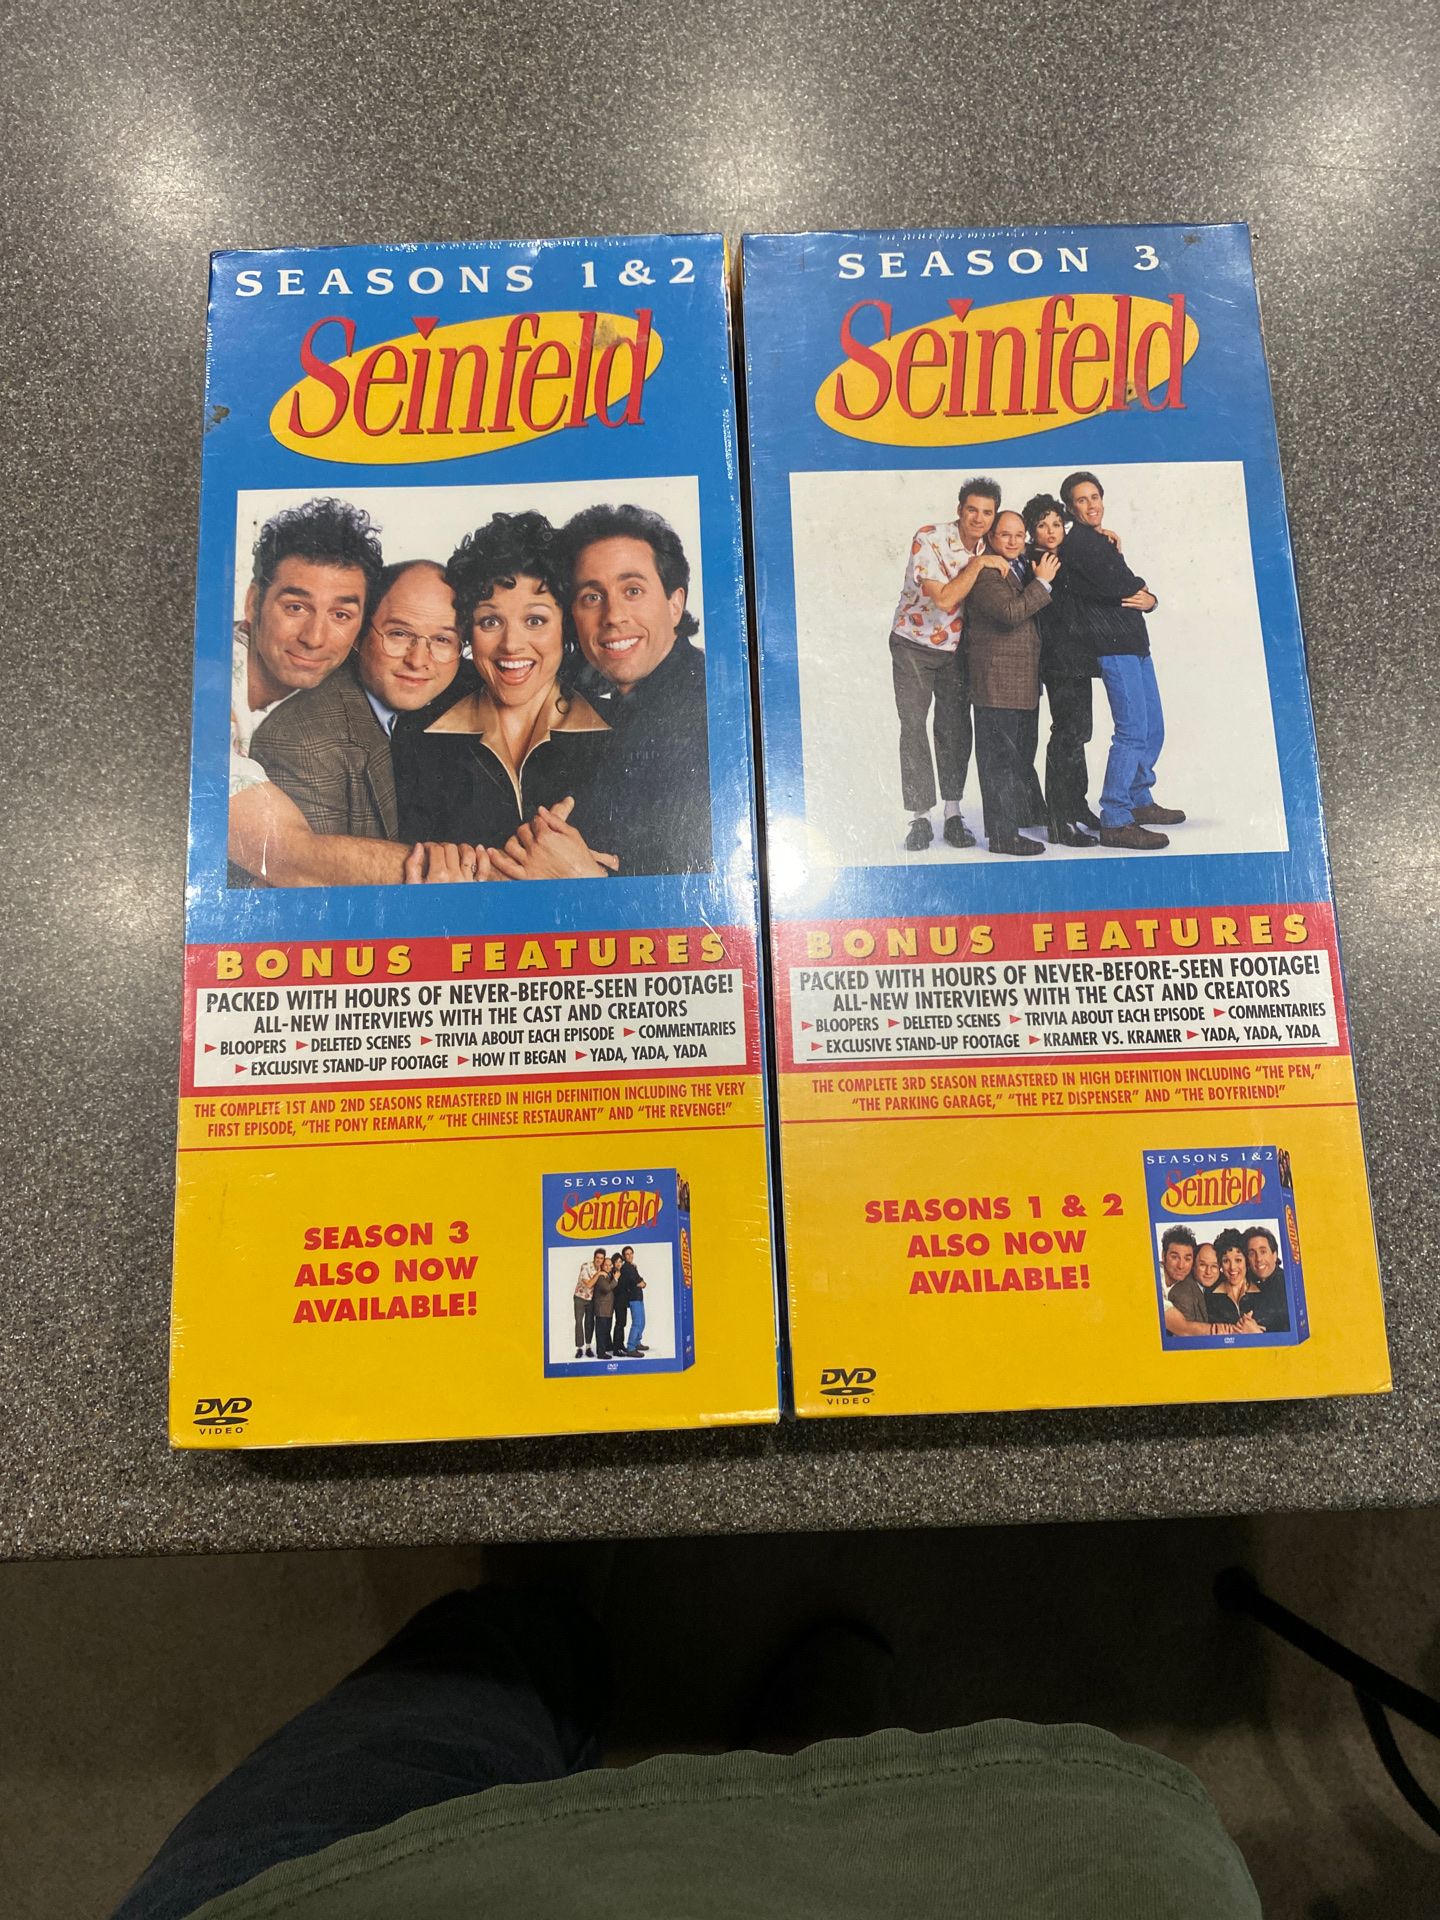 SEASONS 1 & 2
Seinfeld
BONUS FEATURES
PACKED WITH HOURS OF NEVER-BEFORE-SEEN FOOTAGE!
ALL-NEW INTERVIEWS WITH THE CAST AND CREATORS
►BLOOPERS ►DELETED SCENES ►TRIVIA ABOUT EACH EPISODE ►COMMENTARIES
►EXCLUSIVE STAND-UP FOOTAGE ►HOW IT BEGAN ►YADA, YADA, YADA
THE COMPLETE 1ST AND 2ND SEASONS REMASTERED IN HIGH DEFINITION INCLUDING THE VERY
FIRST EPISODE, "THE PONY REMARK," "THE CHINESE RESTAURANT" AND "THE REVENGE!"
SEASON 3
ALSO NOW
AVAILABLE!
SEASON 3
Seinfeld
Seinfeld
DVD
VIDEO
SEASON 3
Seinfeld
BONUS FEATURES
PACKED WITH HOURS OF NEVER-BEFORE-SEEN FOOTAGE!
ALL-NEW INTERVIEWS WITH THE CAST AND CREATORS
►BLOOPERS ►DELETED SCENES ►TRIVIA ABOUT EACH EPISODE ►COMMENTARIES
►EXCLUSIVE STAND-UP FOOTAGE ►KRAMER VS. KRAMER ►YADA, YADA, YADA
THE COMPLETE 3RD SEASON REMASTERED IN HIGH DEFINITION INCLUDING "THE PEN,"
"THE PARKING GARAGE," "THE PEZ DISPENSER" AND "THE BOYFRIEND!"
SEASONS 1 & 2
ALSO NOW
AVAILABLE!
SEASONS 1 & 2
Seinfeld
Seinfeld
DVD
VIDEO